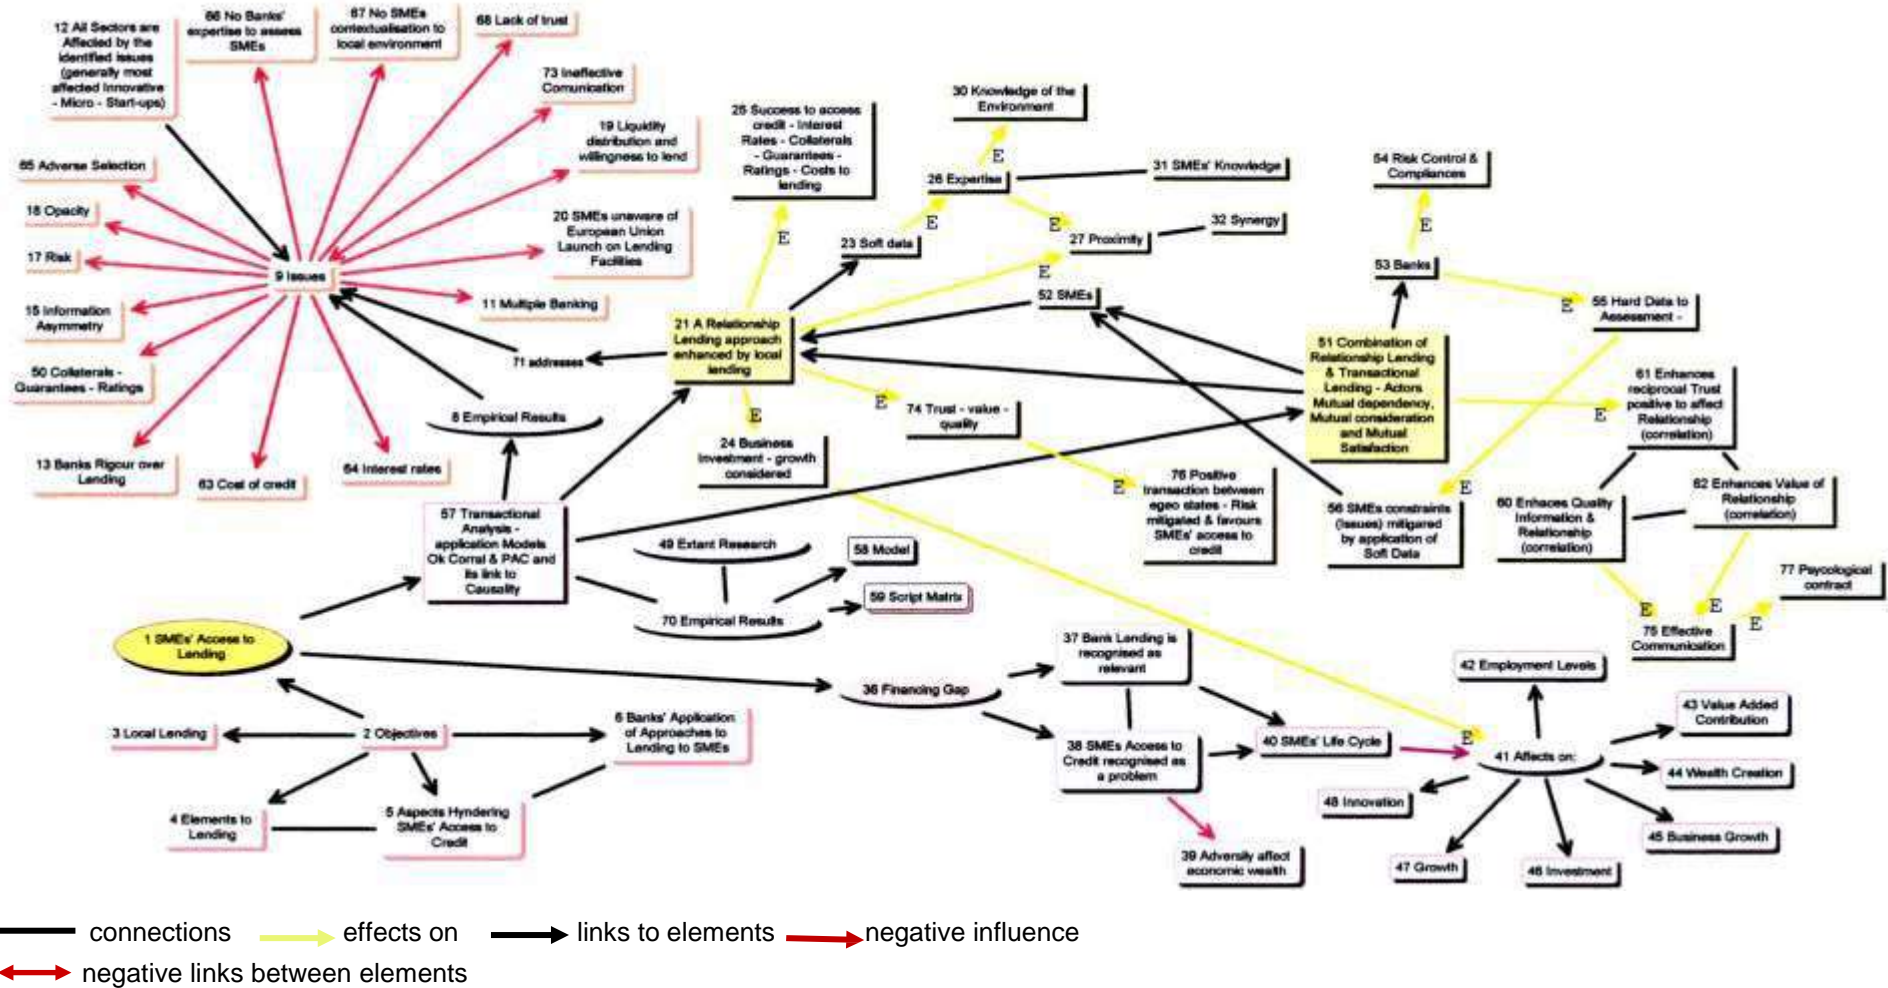 12 All Sectors are
Affected by the
identified issues
(generally most
affected Innovative
- Micro - Start-ups)
66 No Banks'
expertise to assess
SMEs
67 No SMEs
contextualisation to
local environment
68 Lack of trust
73 Ineffective
Comunication
19 Liquidity
distribution and
willingness to lend
65 Adverse Selection
18 Opacity
17 Risk
15 Information
Asymmetry
50 Collaterals -
Guarantees - Ratings
13 Banks Rigour over
Lending
63 Cost of credit
64 Interest rates
9 Issues
20 SMEs unaware of
European Union
Launch on Lending
Facilities
11 Multiple Banking
71 addresses
8 Empirical Results
25 Success to access
credit - Interest
Rates - Collaterals
- Guarantees -
Ratings - Costs to
lending
E
30 Knowledge of the
Environment
E
26 Expertise
31 SMEs' Knowledge
E
23 Soft data
E
27 Proximity
32 Synergy
E
52 SMEs
21 A Relationship
Lending approach
enhanced by local
lending
E
24 Business
Investment - growth
considered
E
74 Trust - value -
quality
E
76 Positive
transaction between
egeo states - Risk
mitigated & favours
SMEs' access to
credit
54 Risk Control &
Compliances
E
53 Banks
E
55 Hard Data to
Assessment -
51 Combination of
Relationship Lending
& Transactional
Lending - Actors
Mutual dependency,
Mutual consideration
and Mutual
Satisfaction
E
61 Enhances
reciprocal Trust
positive to affect
Relationship
(correlation)
E
56 SMEs constraints
(Issues) mitigared
by application of
Soft Data
60 Enhaces Quality
Information &
Relationship
(correlation)
62 Enhances Value of
Relationship
(correlation)
77 Psycological
contract
E
E
E
75 Effective
Communication
57 Transactional
Analysis -
application Models
Ok Corral & PAC and
its link to
Causality
49 Extant Research
58 Model
59 Script Matrix
70 Empirical Results
1 SMEs' Access to
Lending
2 Objectives
3 Local Lending
6 Banks' Application
of Approaches to
Lending to SMEs
4 Elements to
Lending
5 Aspects Hyndering
SMEs' Access to
Credit
36 Financing Gap
37 Bank Lending is
recognised as
relevant
38 SMEs Access to
Credit recognised as
a problem
39 Adversily affect
economic wealth
40 SMEs' Life Cycle
E
41 Affects on:
42 Employment Levels
43 Value Added
Contribution
44 Wealth Creation
45 Business Growth
46 Investment
47 Growth
48 Innovation
connections
effects on
links to elements
negative influence
negative links between elements